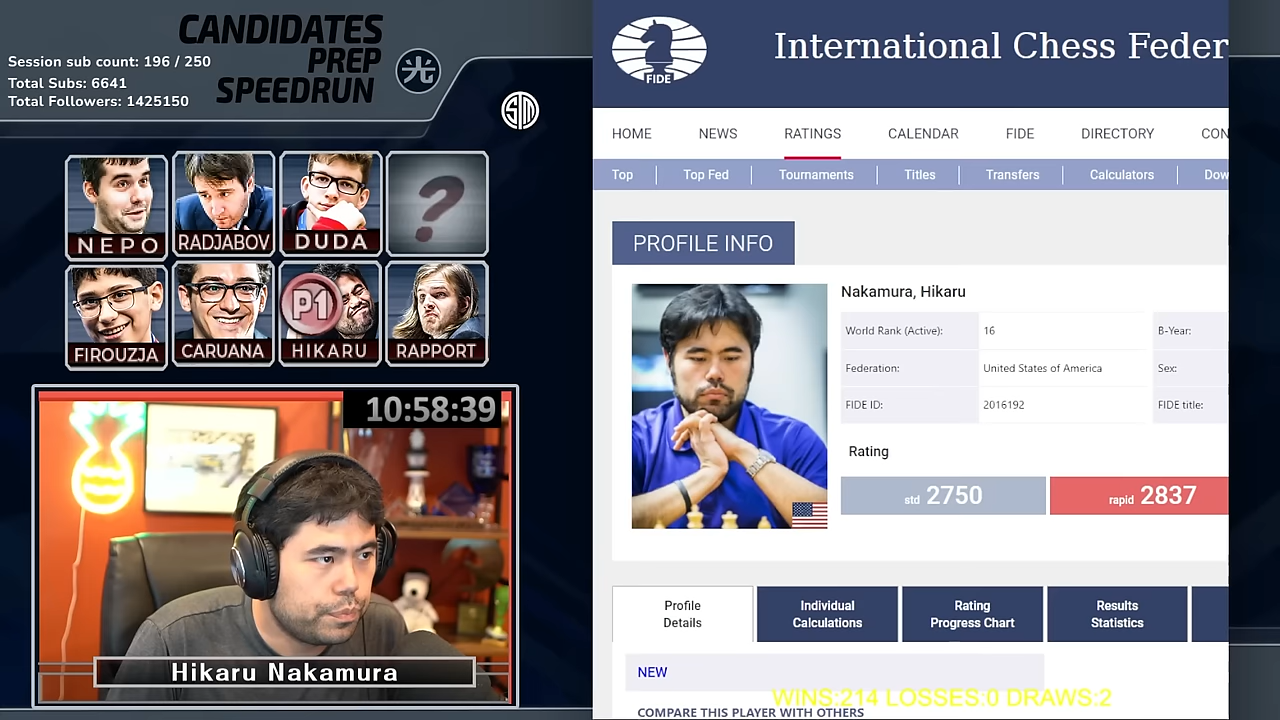 CANDIDATES
PREP
SPEEDRUN
光
Session sub count: 196 / 250
Total Subs: 6641
Total Followers: 1425150
NEPO
RADJABOV
DUDA
?
FIROUZJA
CARUANA
P1
HIKARU
RAPPORT
10:58:39
Hikaru Nakamura
FIDE
International Chess Feder
HOME NEWS RATINGS CALENDAR FIDE DIRECTORY CON
Top Top Fed Tournaments Titles Transfers Calculators Dow
PROFILE INFO
Nakamura, Hikaru
World Rank (Active): 16 B-Year:
Federation: United States of America Sex:
FIDE ID: 2016192 FIDE title:
Rating
std 2750 rapid 2837
Profile Details
Individual Calculations
Rating Progress Chart
Results Statistics
NEW
WINS:214 LOSSES:0 DRAWS:2
COMPARE THIS PLAYER WITH OTHERS